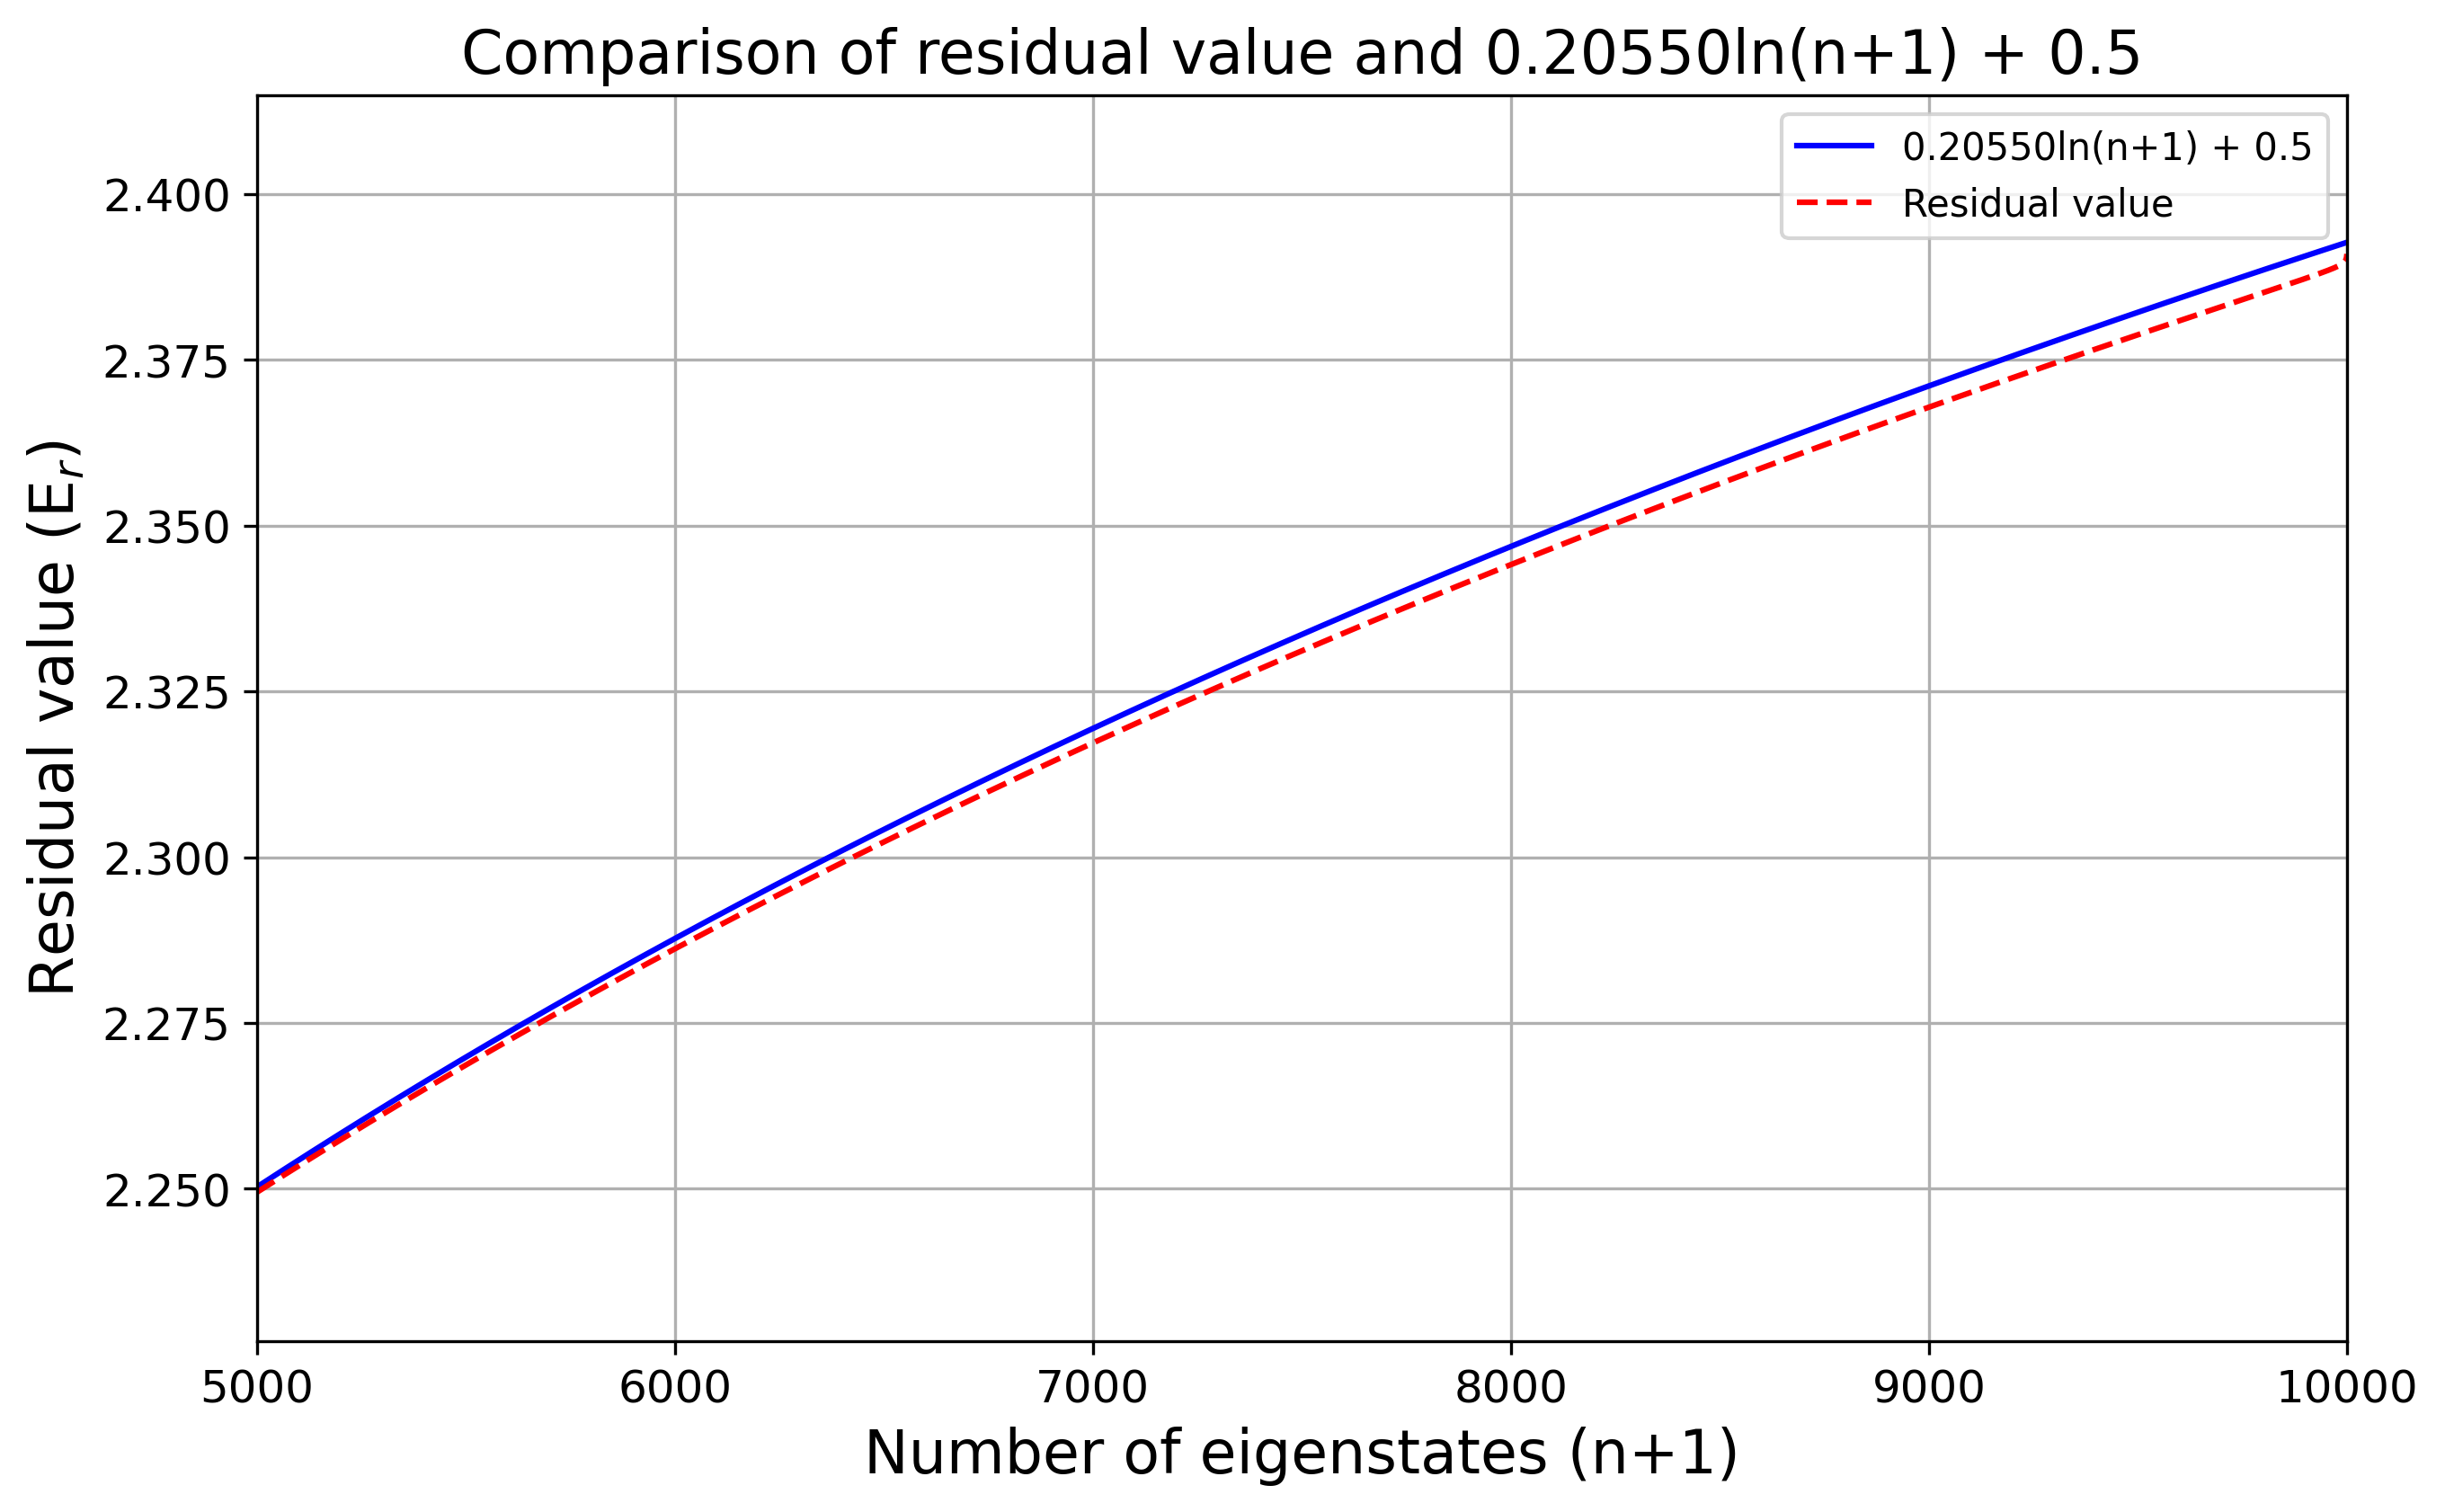 Comparison of residual value and 0.20550ln(n+1) + 0.5
0.20550ln(n+1) + 0.5
Residual value
2.400
2.375
2.350
2.325
2.300
2.275
2.250
Residual value (E_r)
5000 6000 7000 8000 9000 10000
Number of eigenstates (n+1)